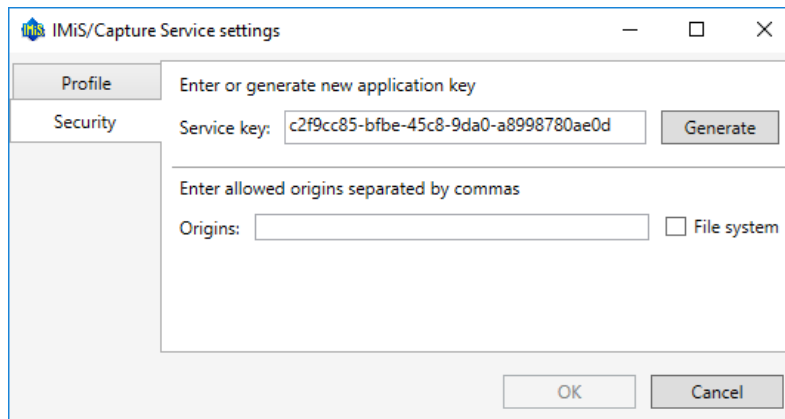 IMiS/Capture Service settings
Profile
Security
Enter or generate new application key
Service key: c2f9cc85-bfbe-45c8-9da0-a8998780ae0d Generate
Enter allowed origins separated by commas
Origins: File system
OK Cancel